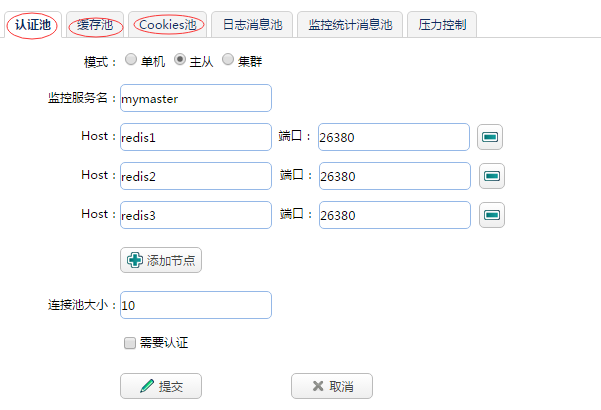 认证池 缓存池 Cookies池 日志消息池 监控统计消息池 压力控制
模式： 单机 主从 集群
监控服务名： mymaster
Host： redis1 端口： 26380
Host： redis2 端口： 26380
Host： redis3 端口： 26380
添加节点
连接池大小： 10
需要认证
提交 取消